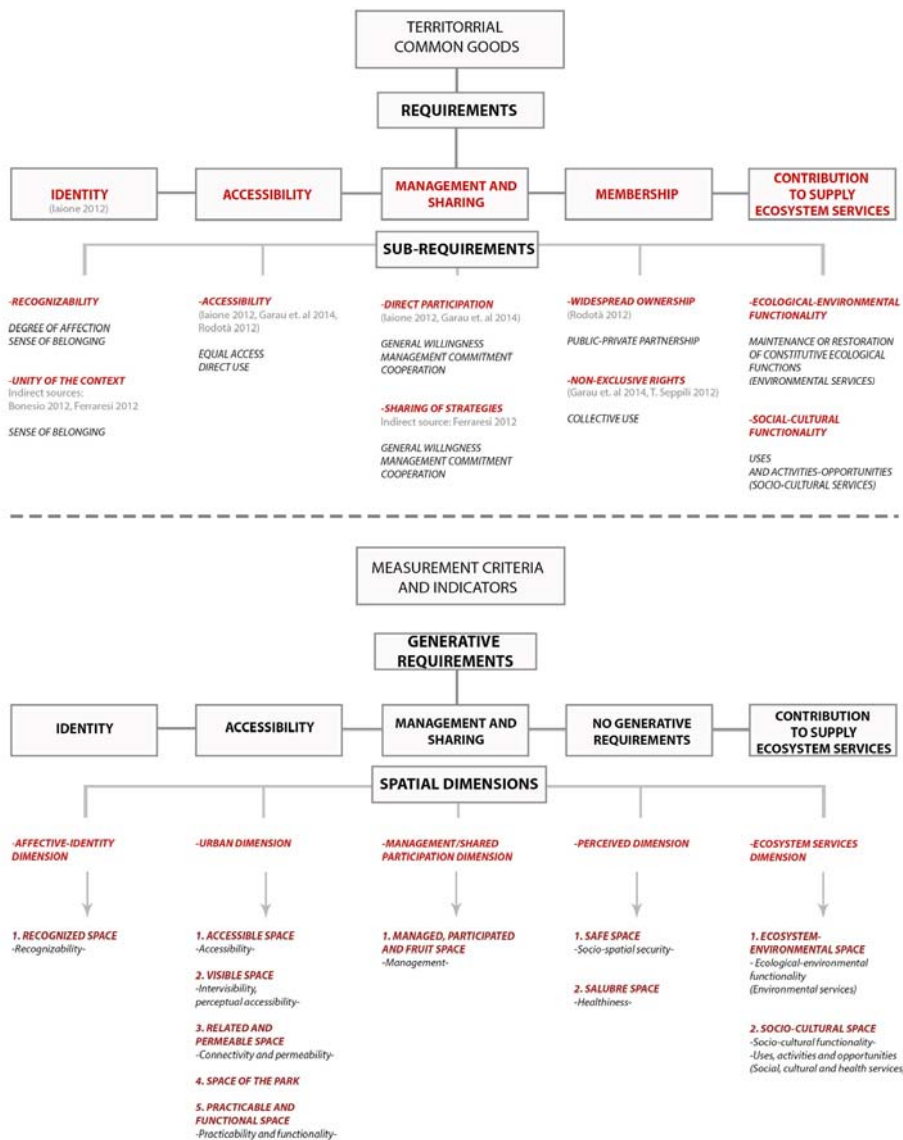 TERRITORRIAL
COMMON GOODS
REQUIREMENTS
IDENTITY
(Iaione 2012)
ACCESSIBILITY
MANAGEMENT AND
SHARING
MEMBERSHIP
CONTRIBUTION
TO SUPPLY
ECOSYSTEM SERVICES
SUB-REQUIREMENTS
-RECOGNIZABILITY
DEGREE OF AFFECTION
SENSE OF BELONGING
-UNITY OF THE CONTEXT
Indirect sources:
Bonesio 2012, Ferraresi 2012
SENSE OF BELONGING
-ACCESSIBILITY
(Iaione 2012, Garau et. al 2014,
Rodotà 2012)
EQUAL ACCESS
DIRECT USE
-DIRECT PARTICIPATION
(Iaione 2012, Garau et. al 2014)
GENERAL WILLINGNESS
MANAGEMENT COMMITMENT
COOPERATION
-SHARING OF STRATEGIES
Indirect source: Ferraresi 2012
GENERAL WILLNGNESS
MANAGEMENT COMMITMENT
COOPERATION
-WIDESPREAD OWNERSHIP
(Rodotà 2012)
PUBLIC-PRIVATE PARTNERSHIP
-NON-EXCLUSIVE RIGHTS
(Garau et. al 2014, T. Seppili 2012)
COLLECTIVE USE
-ECOLOGICAL-ENVIRONMENTAL
FUNCTIONALITY
MAINTENANCE OR RESTORATION
OF CONSTITUTIVE ECOLOGICAL
FUNCTIONS
(ENVIRONMENTAL SERVICES)
-SOCIAL-CULTURAL
FUNCTIONALITY
USES
AND ACTIVITIES-OPPORTUNITIES
(SOCIO-CULTURAL SERVICES)
MEASUREMENT CRITERIA
AND INDICATORS
GENERATIVE
REQUIREMENTS
IDENTITY
ACCESSIBILITY
MANAGEMENT AND
SHARING
NO GENERATIVE
REQUIREMENTS
CONTRIBUTION
TO SUPPLY
ECOSYSTEM SERVICES
SPATIAL DIMENSIONS
-AFFECTIVE-IDENTITY
DIMENSION
-URBAN DIMENSION
-MANAGEMENT/SHARED
PARTICIPATION DIMENSION
-PERCEIVED DIMENSION
-ECOSYSTEM SERVICES
DIMENSION
1. RECOGNIZED SPACE
-Recognizability-
1. ACCESSIBLE SPACE
-Accessibility-
2. VISIBLE SPACE
-Intervisibility,
perceptual accessibility-
3. RELATED AND
PERMEABLE SPACE
-Connectivity and permeability-
4. SPACE OF THE PARK
5. PRACTICABLE AND
FUNCTIONAL SPACE
-Practicability and functionality-
1. MANAGED, PARTICIPATED
AND FRUIT SPACE
-Management-
1. SAFE SPACE
-Socio-spatial security-
2. SALUBRE SPACE
-Healthiness-
1. ECOSYSTEM-
ENVIRONMENTAL SPACE
- Ecological-environmental
functionality
(Environmental services)
2. SOCIO-CULTURAL SPACE
-Socio-cultural functionality-
-Uses, activities and opportunities
(Social, cultural and health services)